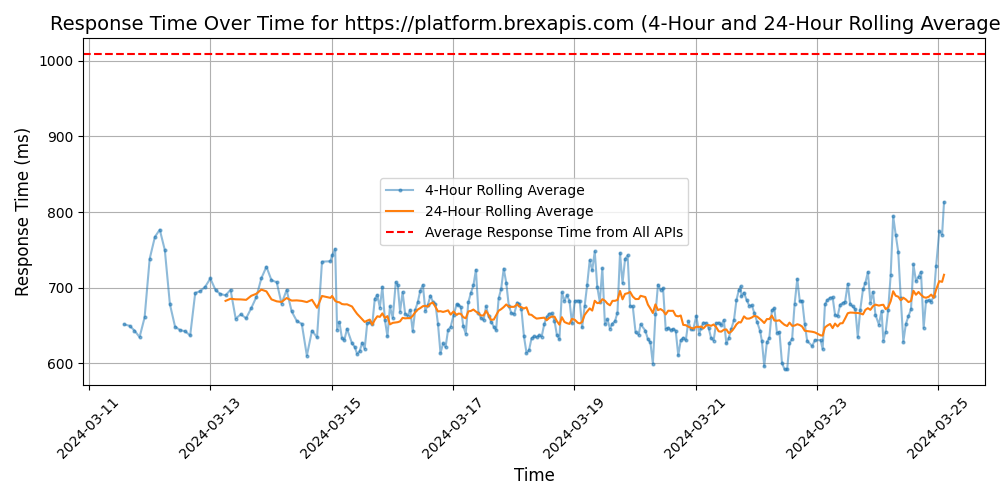 Response Time Over Time for https://platform.brexapis.com (4-Hour and 24-Hour Rolling Average
Response Time (ms)
1000
900
800
700
600
4-Hour Rolling Average
24-Hour Rolling Average
Average Response Time from All APIs
2024-03-11
2024-03-13
2024-03-15
2024-03-17
2024-03-19
2024-03-21
2024-03-23
2024-03-25
Time